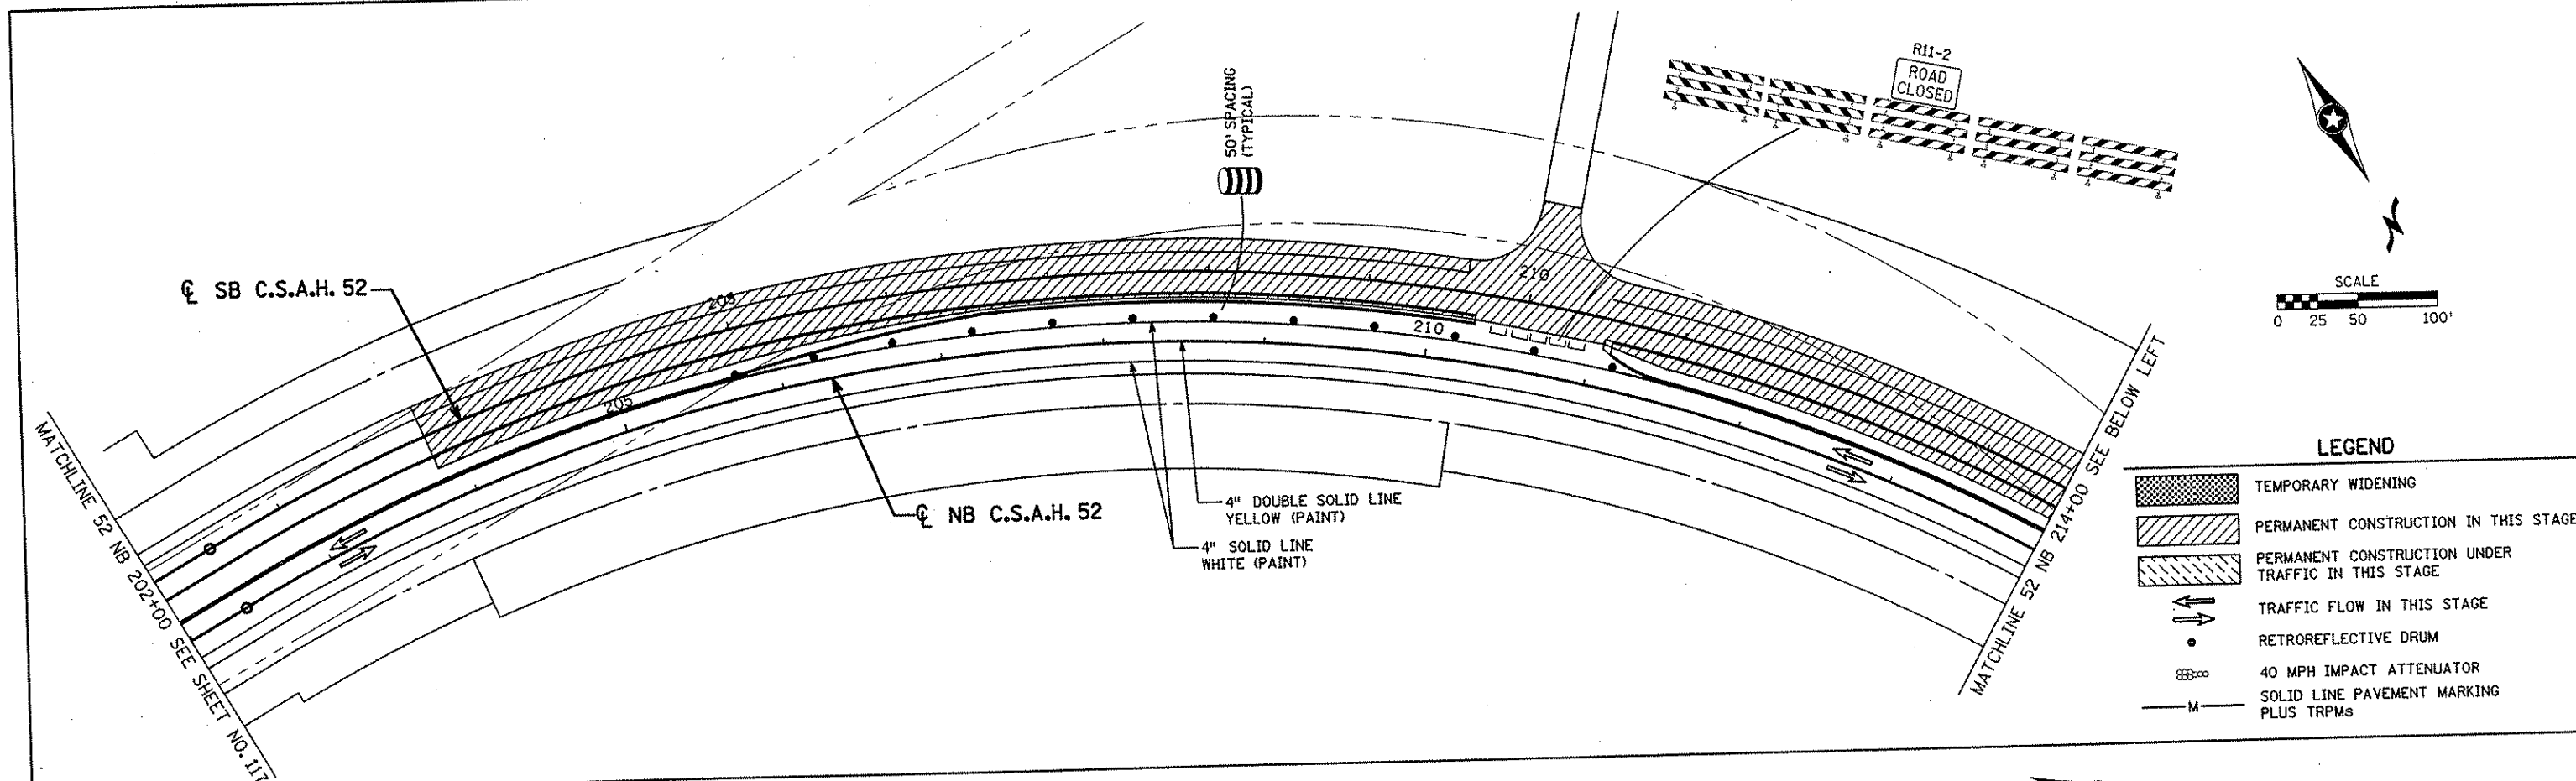 R11-2
ROAD
CLOSED
50' SPACING
(TYPICAL)
SCALE
0 25 50 100'
℄ SB C.S.A.H. 52
205
210
205
210
℄ NB C.S.A.H. 52
4" DOUBLE SOLID LINE
YELLOW (PAINT)
4" SOLID LINE
WHITE (PAINT)
MATCHLINE 52 NB 202+00 SEE SHEET NO. 117
MATCHLINE 52 NB 214+00 SEE BELOW LEFT
LEGEND
TEMPORARY WIDENING
PERMANENT CONSTRUCTION IN THIS STAGE
PERMANENT CONSTRUCTION UNDER
TRAFFIC IN THIS STAGE
TRAFFIC FLOW IN THIS STAGE
RETROREFLECTIVE DRUM
40 MPH IMPACT ATTENUATOR
M
SOLID LINE PAVEMENT MARKING
PLUS TRPMs